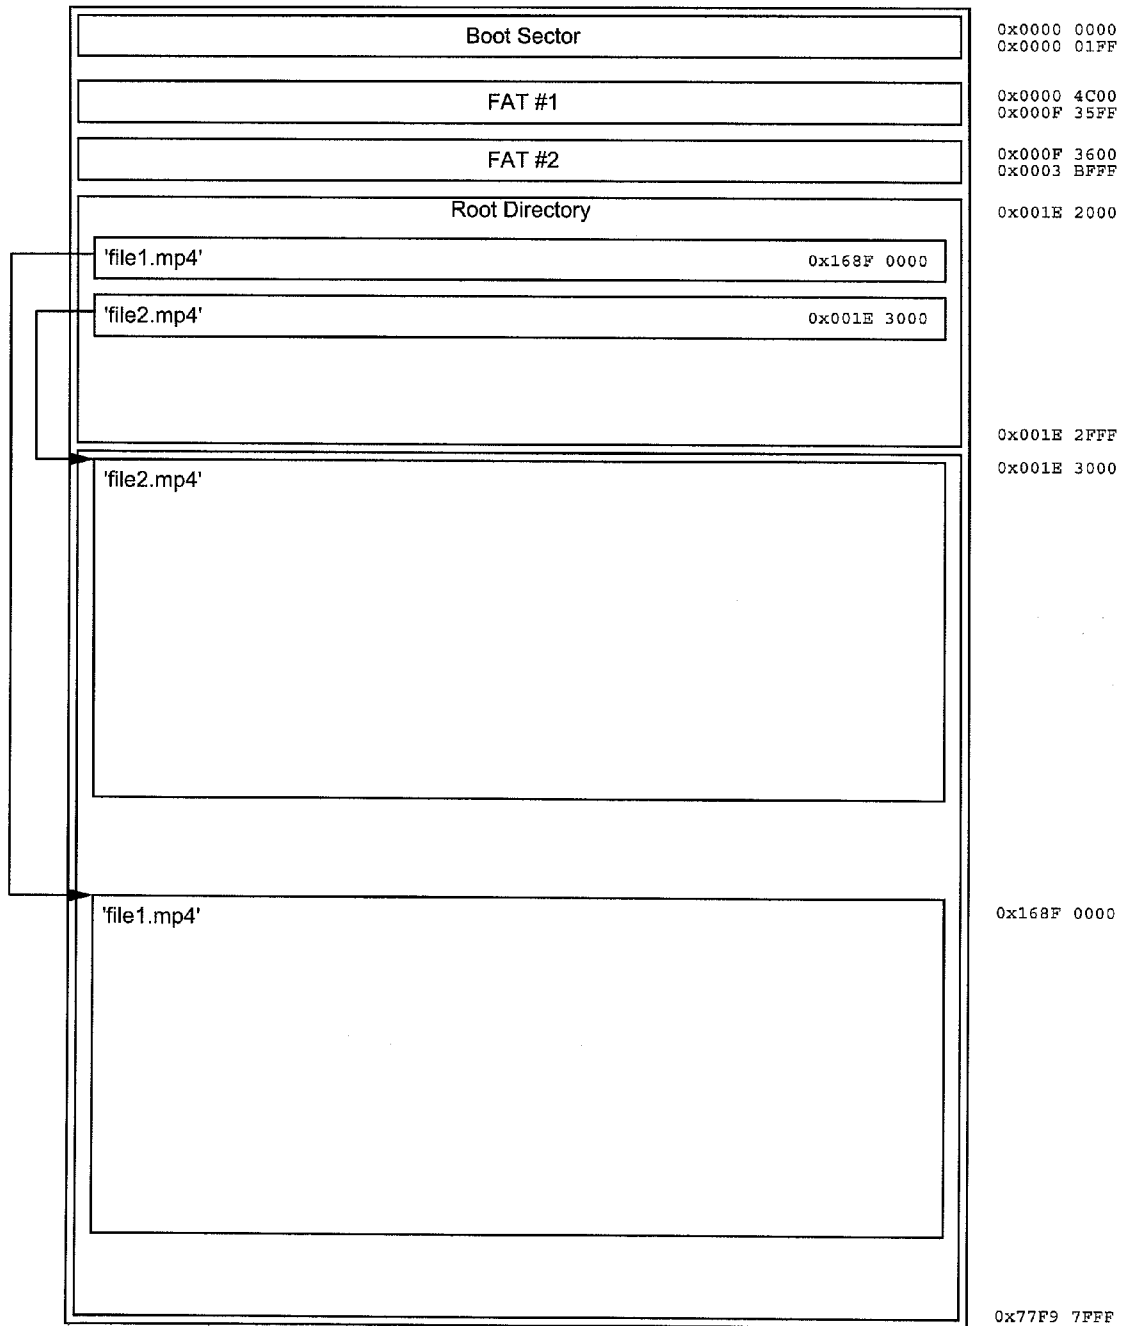 Boot Sector
0x0000 0000
0x0000 01FF
FAT #1
0x0000 4C00
0x000F 35FF
FAT #2
0x000F 3600
0x0003 BFFF
Root Directory
0x001E 2000
'file1.mp4'
0x168F 0000
'file2.mp4'
0x001E 3000
0x001E 2FFF
0x001E 3000
'file2.mp4'
'file1.mp4'
0x168F 0000
0x77F9 7FFF